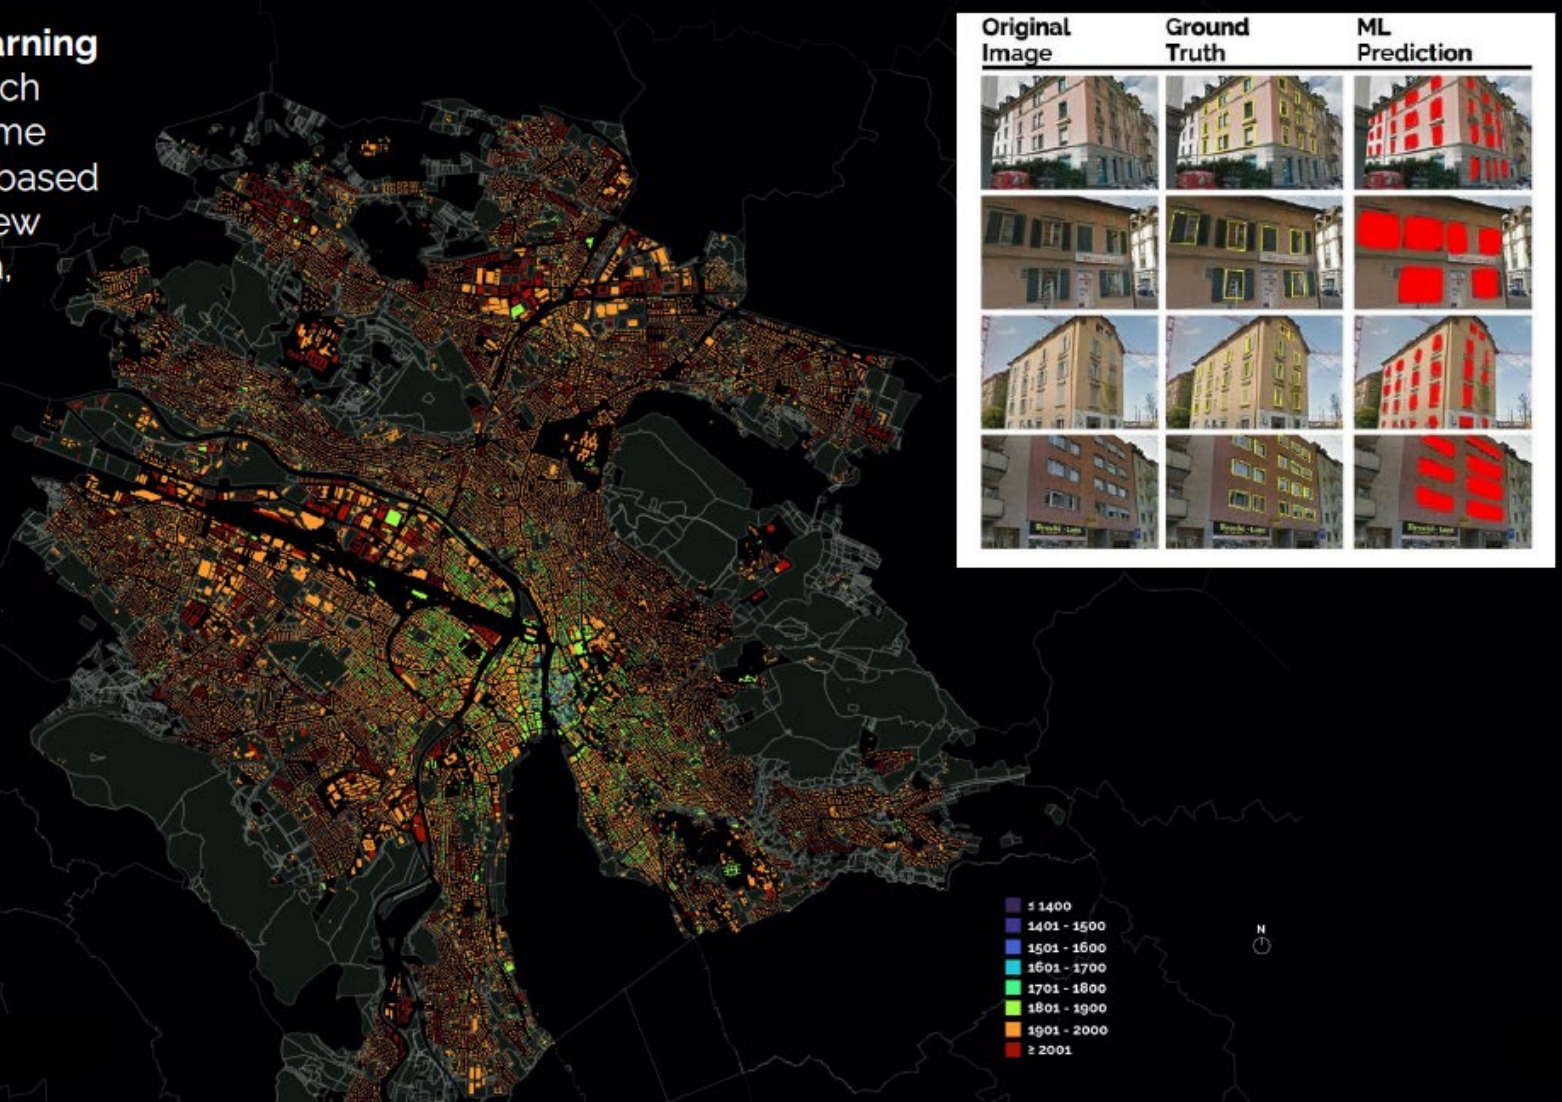 arning
ch
me
based
ew
Original
Image
Ground
Truth
ML
Prediction
≤ 1400
1401 - 1500
1501 - 1600
1601 - 1700
1701 - 1800
1801 - 1900
1901 - 2000
≥ 2001
N